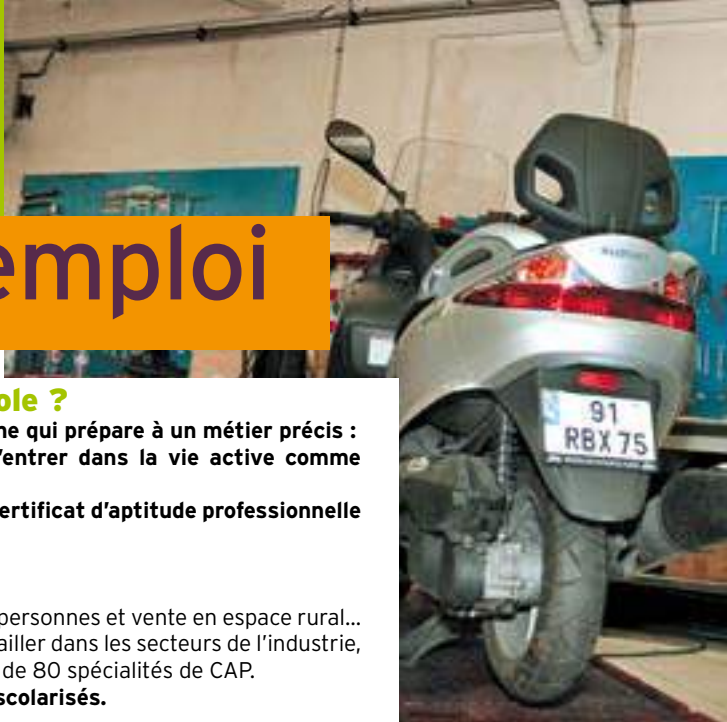 emploi
ole ?
ne qui prépare à un métier précis :
'entrer dans la vie active comme
ertificat d'aptitude professionnelle
personnes et vente en espace rural...
ailler dans les secteurs de l'industrie,
de 80 spécialités de CAP.
scolarisés.
SUZUKI
91
RBX 75